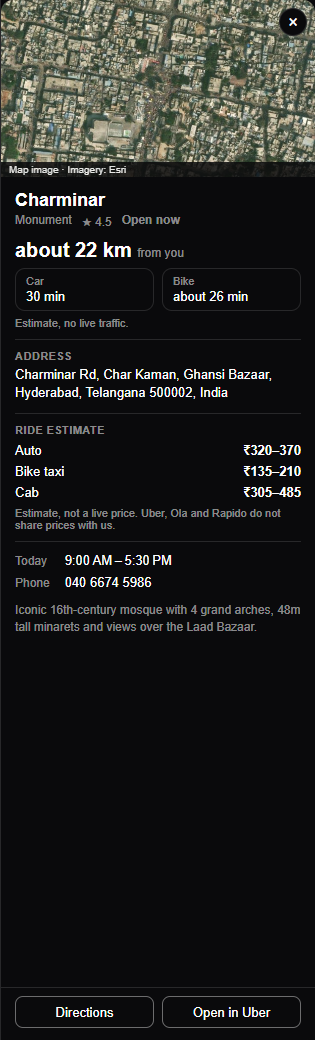 ×
Map image · Imagery: Esri
Charminar
Monument ★ 4.5 Open now
about 22 km from you
Car
30 min
Bike
about 26 min
Estimate, no live traffic.
ADDRESS
Charminar Rd, Char Kaman, Ghansi Bazaar,
Hyderabad, Telangana 500002, India
RIDE ESTIMATE
Auto ₹320–370
Bike taxi ₹135–210
Cab ₹305–485
Estimate, not a live price. Uber, Ola and Rapido do not
share prices with us.
Today 9:00 AM – 5:30 PM
Phone 040 6674 5986
Iconic 16th-century mosque with 4 grand arches, 48m
tall minarets and views over the Laad Bazaar.
Directions
Open in Uber